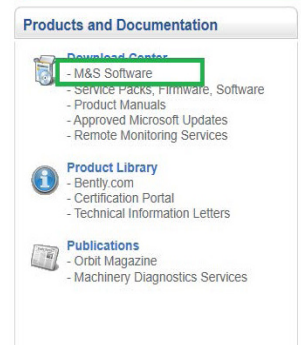 Products and Documentation
Download Center
- M&S Software
- Service Packs, Firmware, Software
- Product Manuals
- Approved Microsoft Updates
- Remote Monitoring Services
Product Library
- Bently.com
- Certification Portal
- Technical Information Letters
Publications
- Orbit Magazine
- Machinery Diagnostics Services